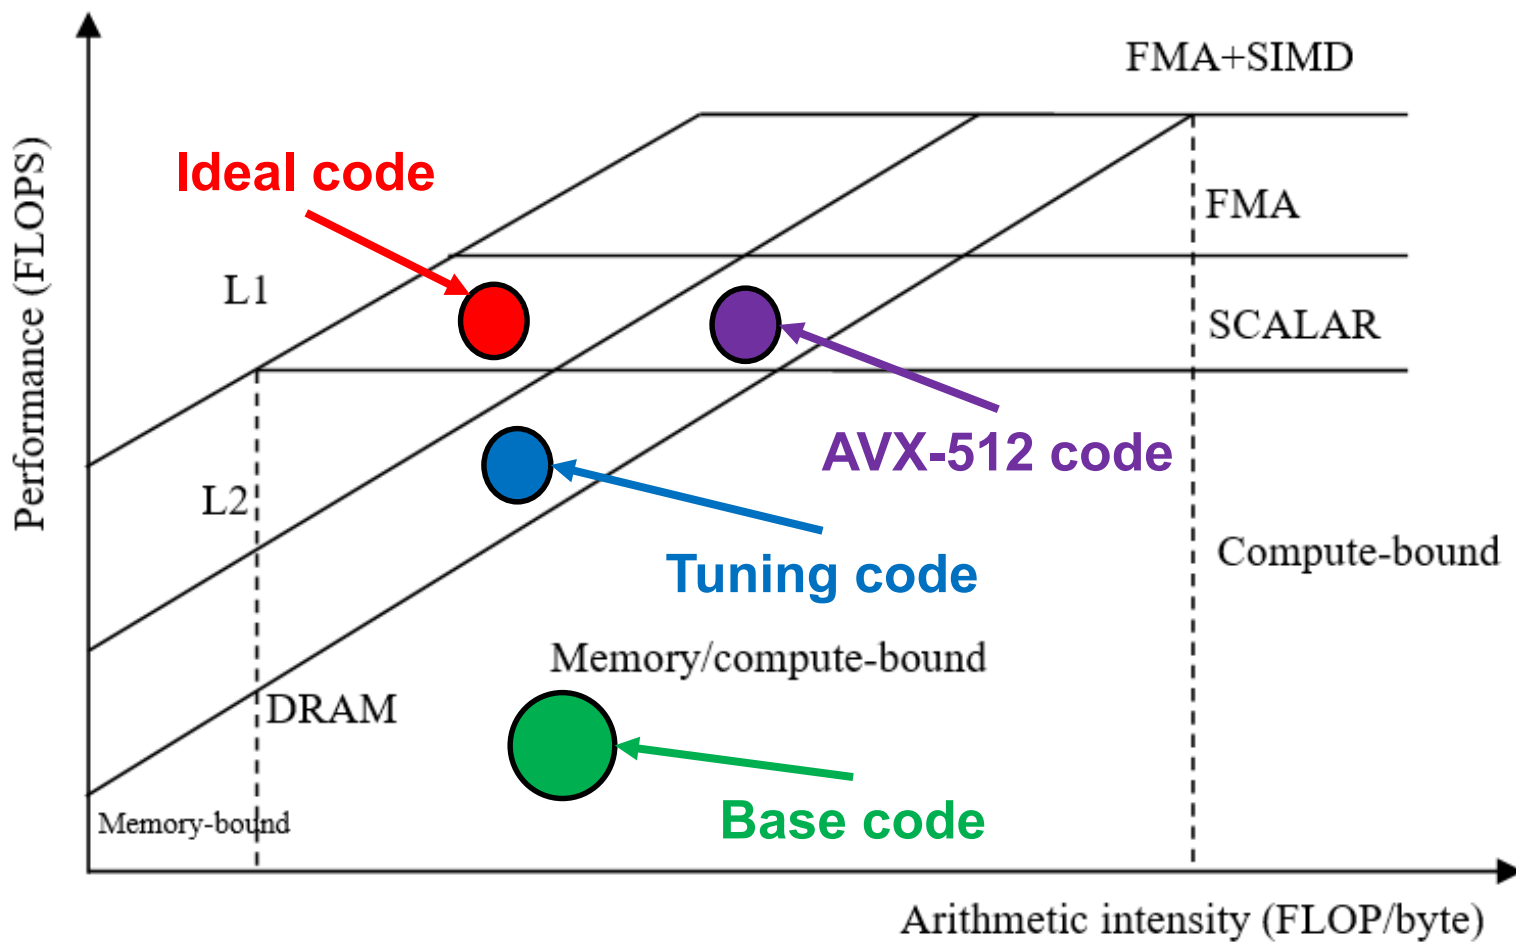 FMA+SIMD
Ideal code
FMA
L1
SCALAR
AVX-512 code
L2
Tuning code
Compute-bound
Memory/compute-bound
DRAM
Base code
Memory-bound
Performance (FLOPS)
Arithmetic intensity (FLOP/byte)